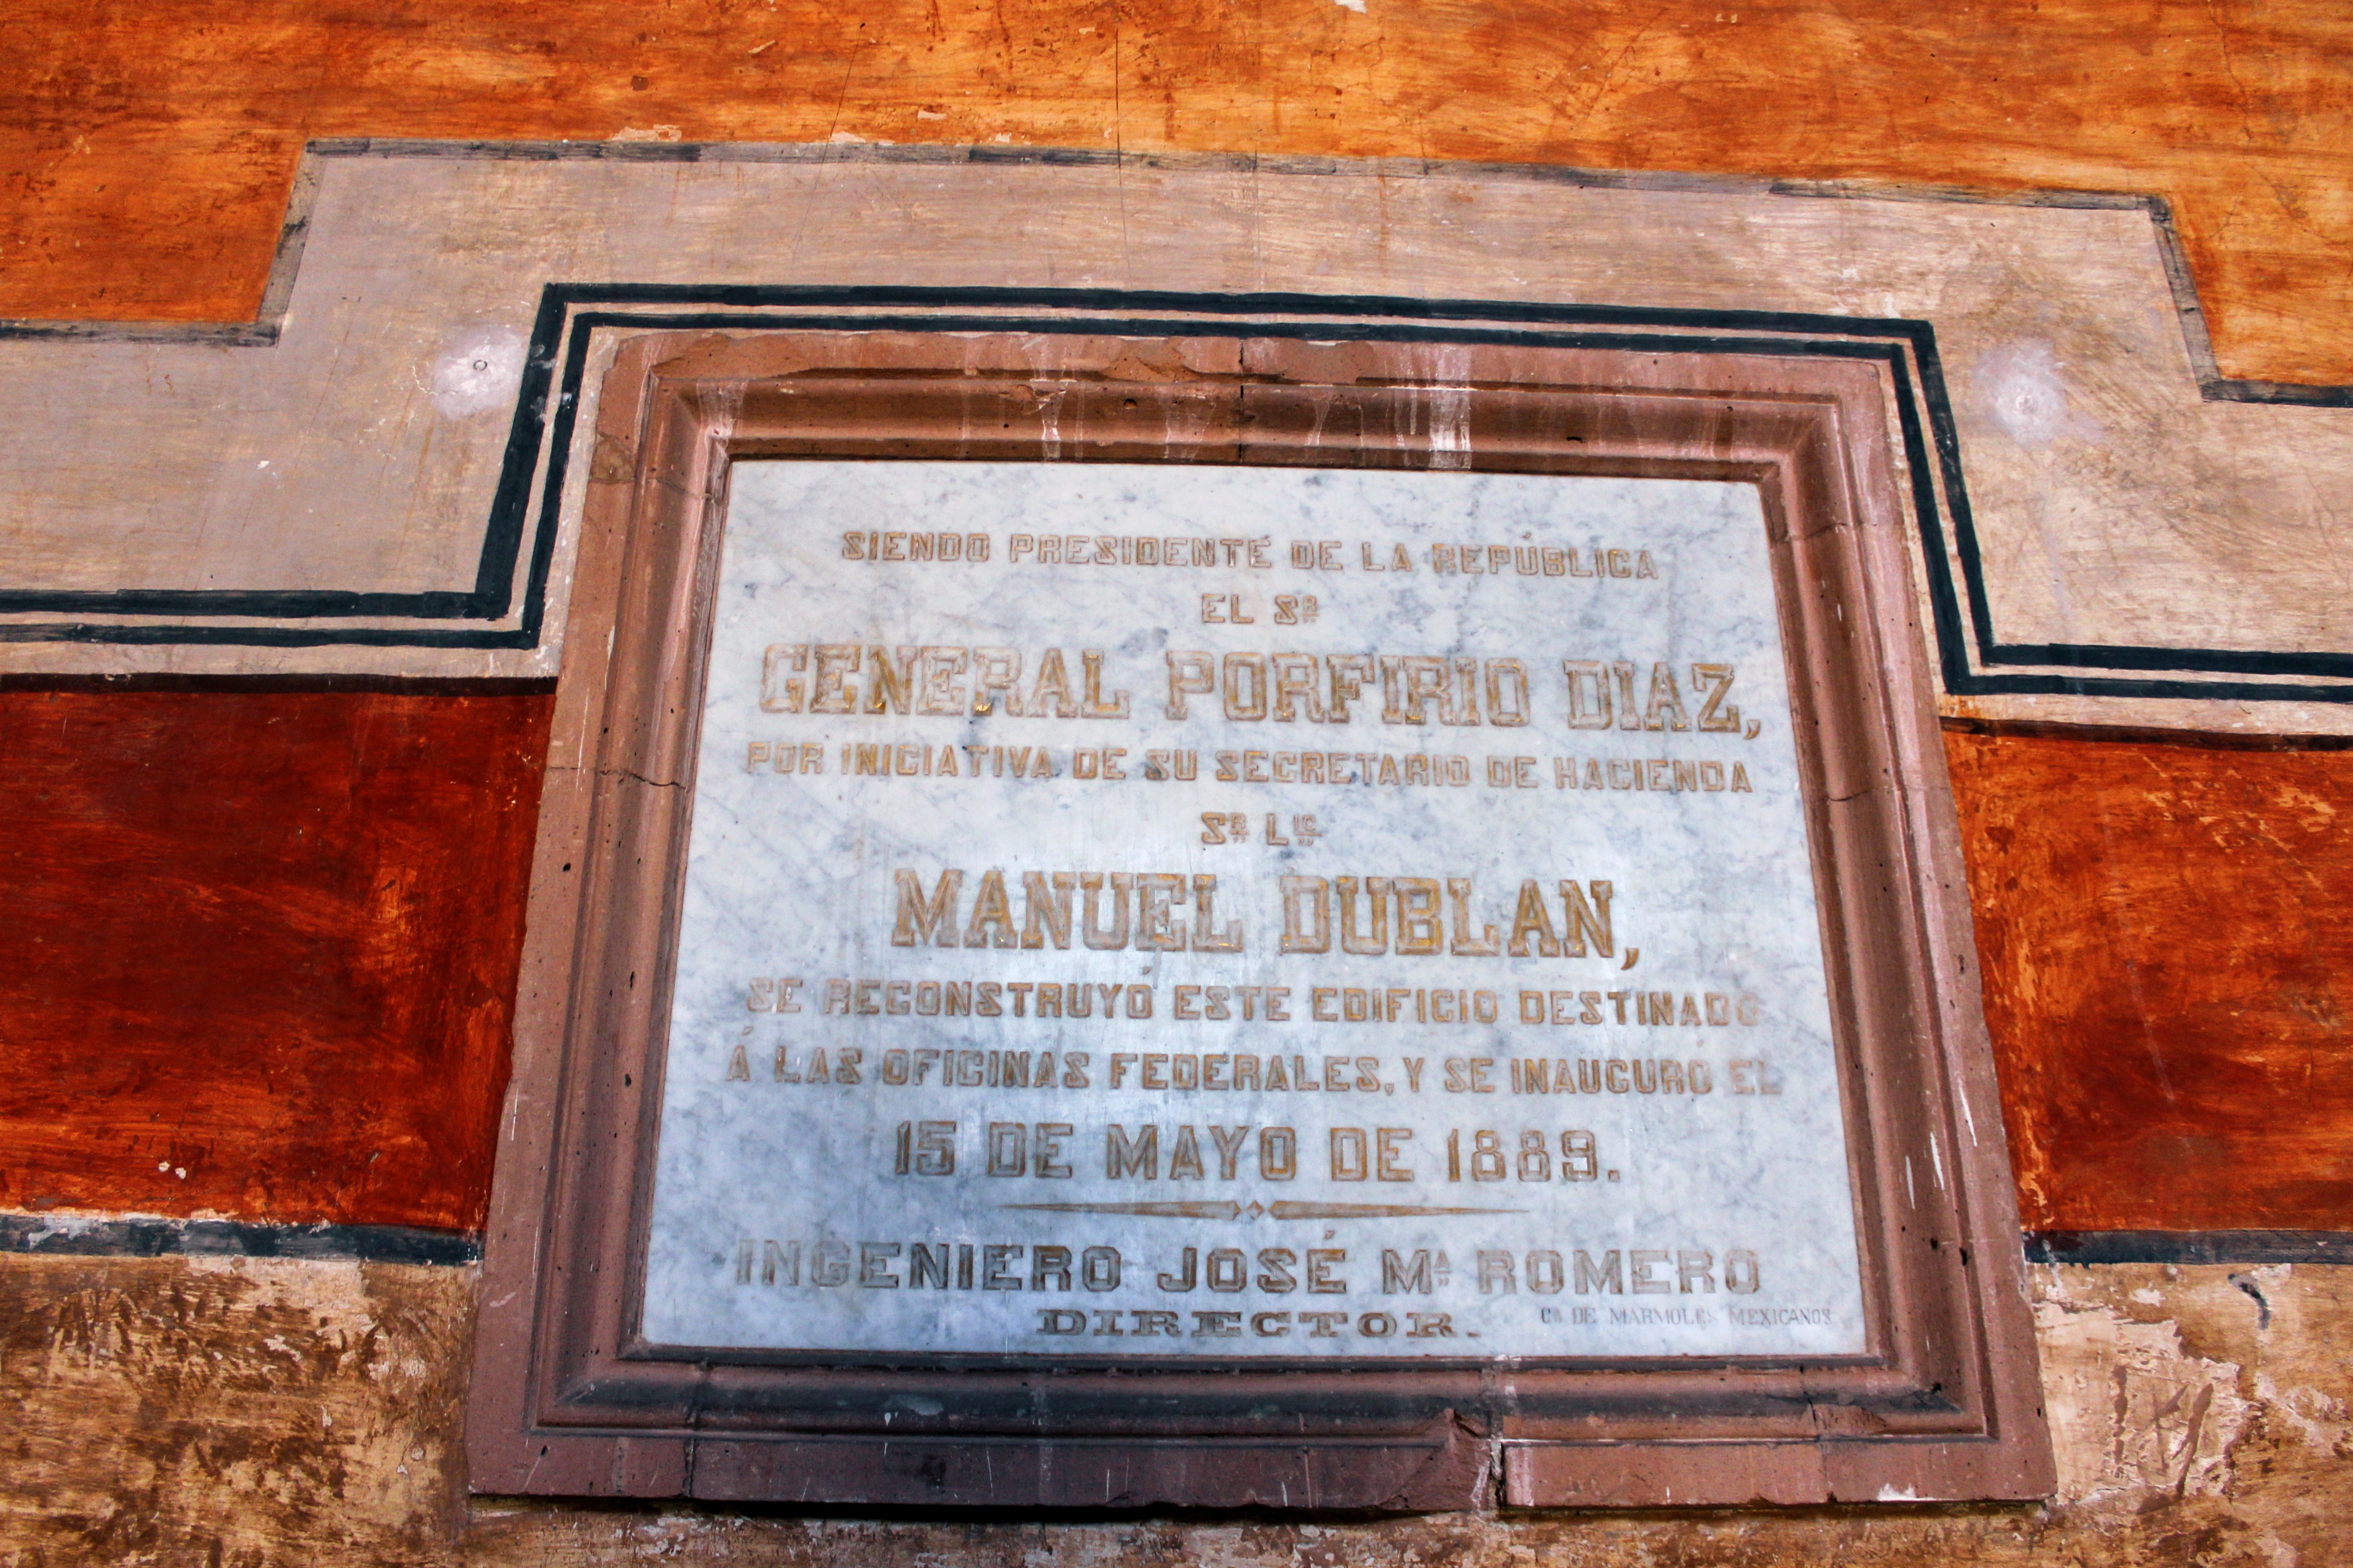 SIENDO PRESIDENTE DE LA REPÚBLICA
EL SR
GENERAL PORFIRIO DIAZ,
POR INICIATIVA DE SU SECRETARIO DE HACIENDA
SR LIC
MANUEL DUBLAN,
SE RECONSTRUYÓ ESTE EDIFICIO DESTINADO
Á LAS OFICINAS FEDERALES, Y SE INAUGURO EL
15 DE MAYO DE 1889.
INGENIERO JOSÉ MA ROMERO
DIRECTOR.
CA DE MARMOLES MEXICANOS